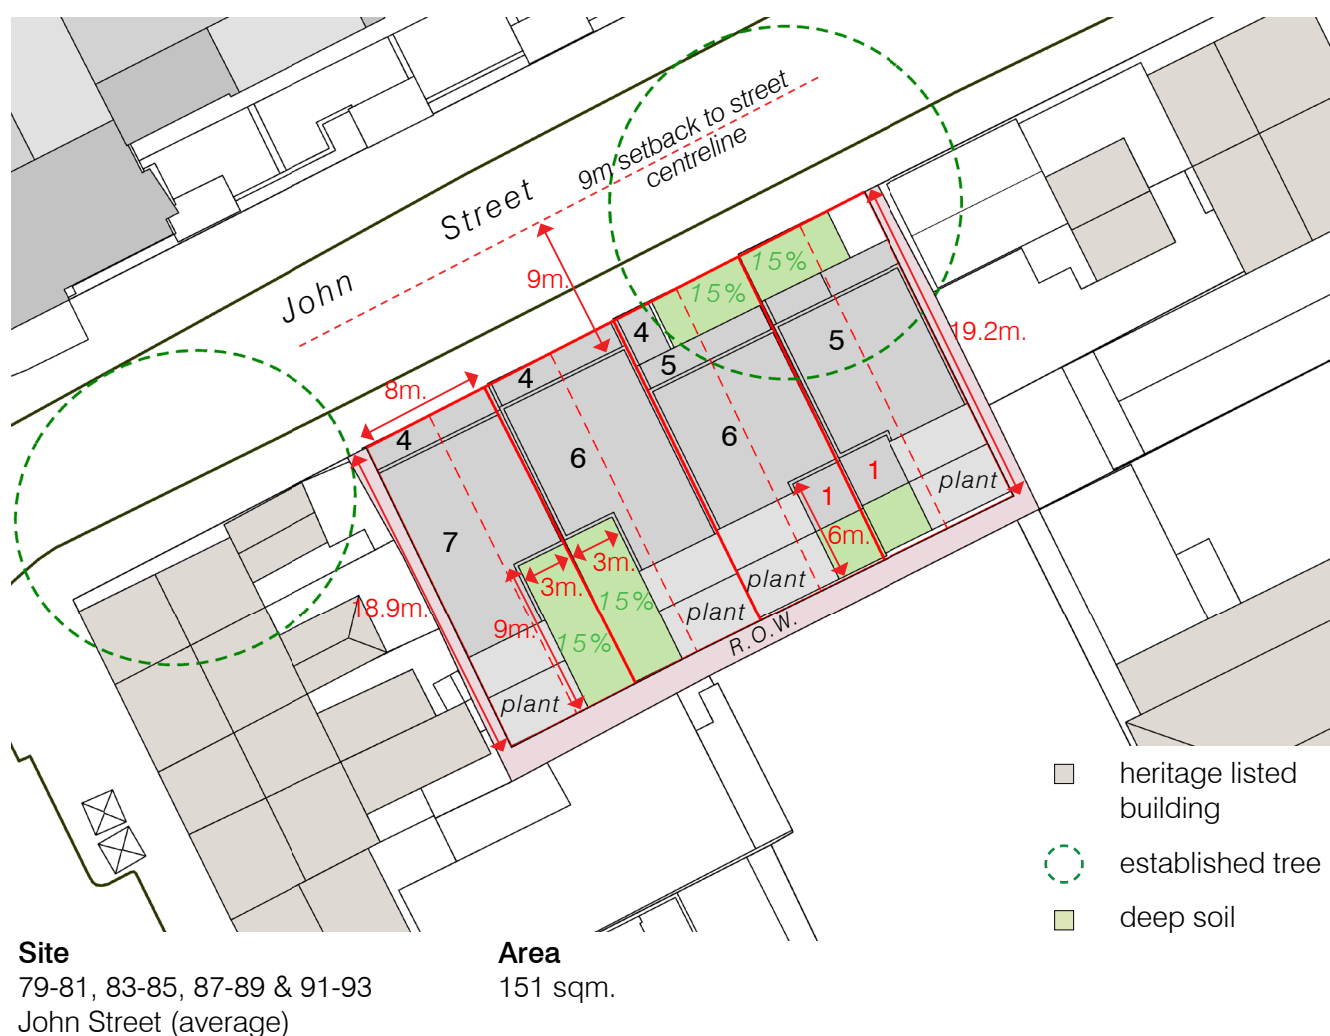 9m setback to street
centreline
John Street
9m.
15%
15%
8m.
4
4
4
5
5
19.2m.
6
6
7
1
1
plant
6m.
3m.
3m.
18.9m.
9m.
15%
15%
plant
plant
plant
R.O.W.
heritage listed
building
established tree
deep soil
Site
79-81, 83-85, 87-89 & 91-93
John Street (average)
Area
151 sqm.